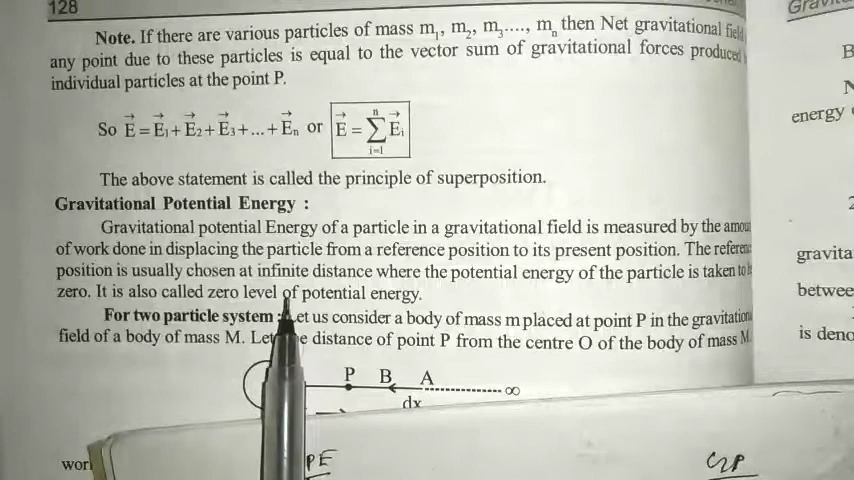 128
Note. If there are various particles of mass m₁, m₂, m₃...., mₙ then Net gravitational field
any point due to these particles is equal to the vector sum of gravitational forces produced
individual particles at the point P.
So E⃗ = E⃗₁ + E⃗₂ + E⃗₃ + ... + E⃗ₙ or E⃗ = ∑ⁿᵢ₌₁ E⃗ᵢ
The above statement is called the principle of superposition.
Gravitational Potential Energy :
Gravitational potential Energy of a particle in a gravitational field is measured by the
of work done in displacing the particle from a reference position to its present position. The
position is usually chosen at infinite distance where the potential energy of the particle is taken to
zero. It is also called zero level of potential energy.
For two particle system : Let us consider a body of mass m placed at point P in the
field of a body of mass M. Let distance of point P from the centre O of the body of mass M
P B A ∞
dx
PE
energy
gravita
betwee
is deno